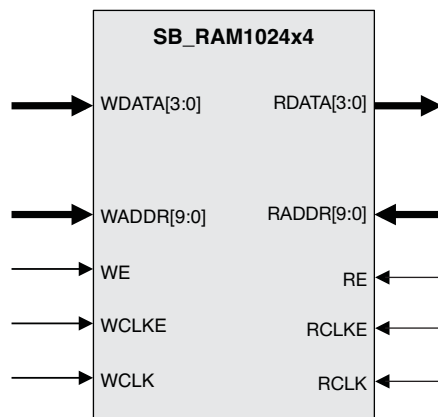 SB_RAM1024x4
WDATA[3:0]
RDATA[3:0]
WADDR[9:0]
RADDR[9:0]
WE
RE
WCLKE
RCLKE
WCLK
RCLK